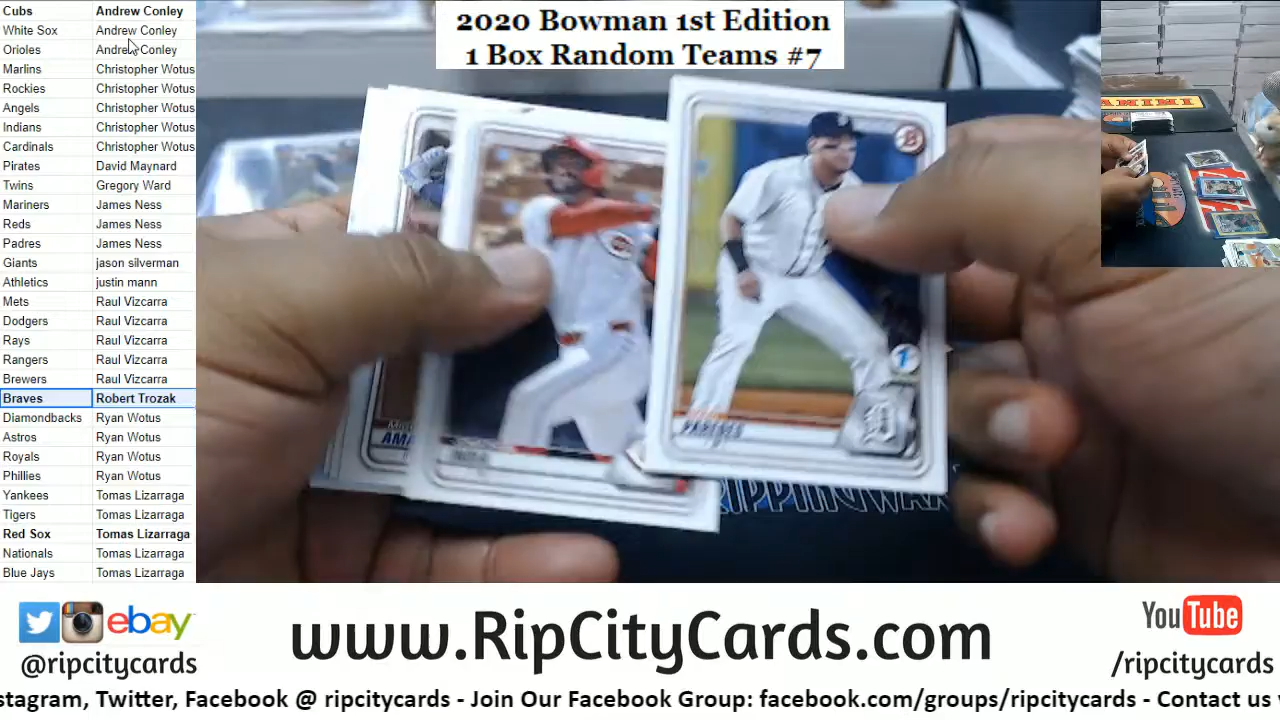 Cubs Andrew Conley
White Sox Andrew Conley
Orioles Andrew Conley
Marlins Christopher Wotus
Rockies Christopher Wotus
Angels Christopher Wotus
Indians Christopher Wotus
Cardinals Christopher Wotus
Pirates David Maynard
Twins Gregory Ward
Mariners James Ness
Reds James Ness
Padres James Ness
Giants jason silverman
Athletics justin mann
Mets Raul Vizcarra
Dodgers Raul Vizcarra
Rays Raul Vizcarra
Rangers Raul Vizcarra
Brewers Raul Vizcarra
Braves Robert Trozak
Diamondbacks Ryan Wotus
Astros Ryan Wotus
Royals Ryan Wotus
Phillies Ryan Wotus
Yankees Tomas Lizarraga
Tigers Tomas Lizarraga
Red Sox Tomas Lizarraga
Nationals Tomas Lizarraga
Blue Jays Tomas Lizarraga
2020 Bowman 1st Edition
1 Box Random Teams #7
PAREDES
RIPPINGWAX
ebay
@ripcitycards
www.RipCityCards.com
YouTube
/ripcitycards
stagram, Twitter, Facebook @ ripcitycards - Join Our Facebook Group: facebook.com/groups/ripcitycards - Contact us